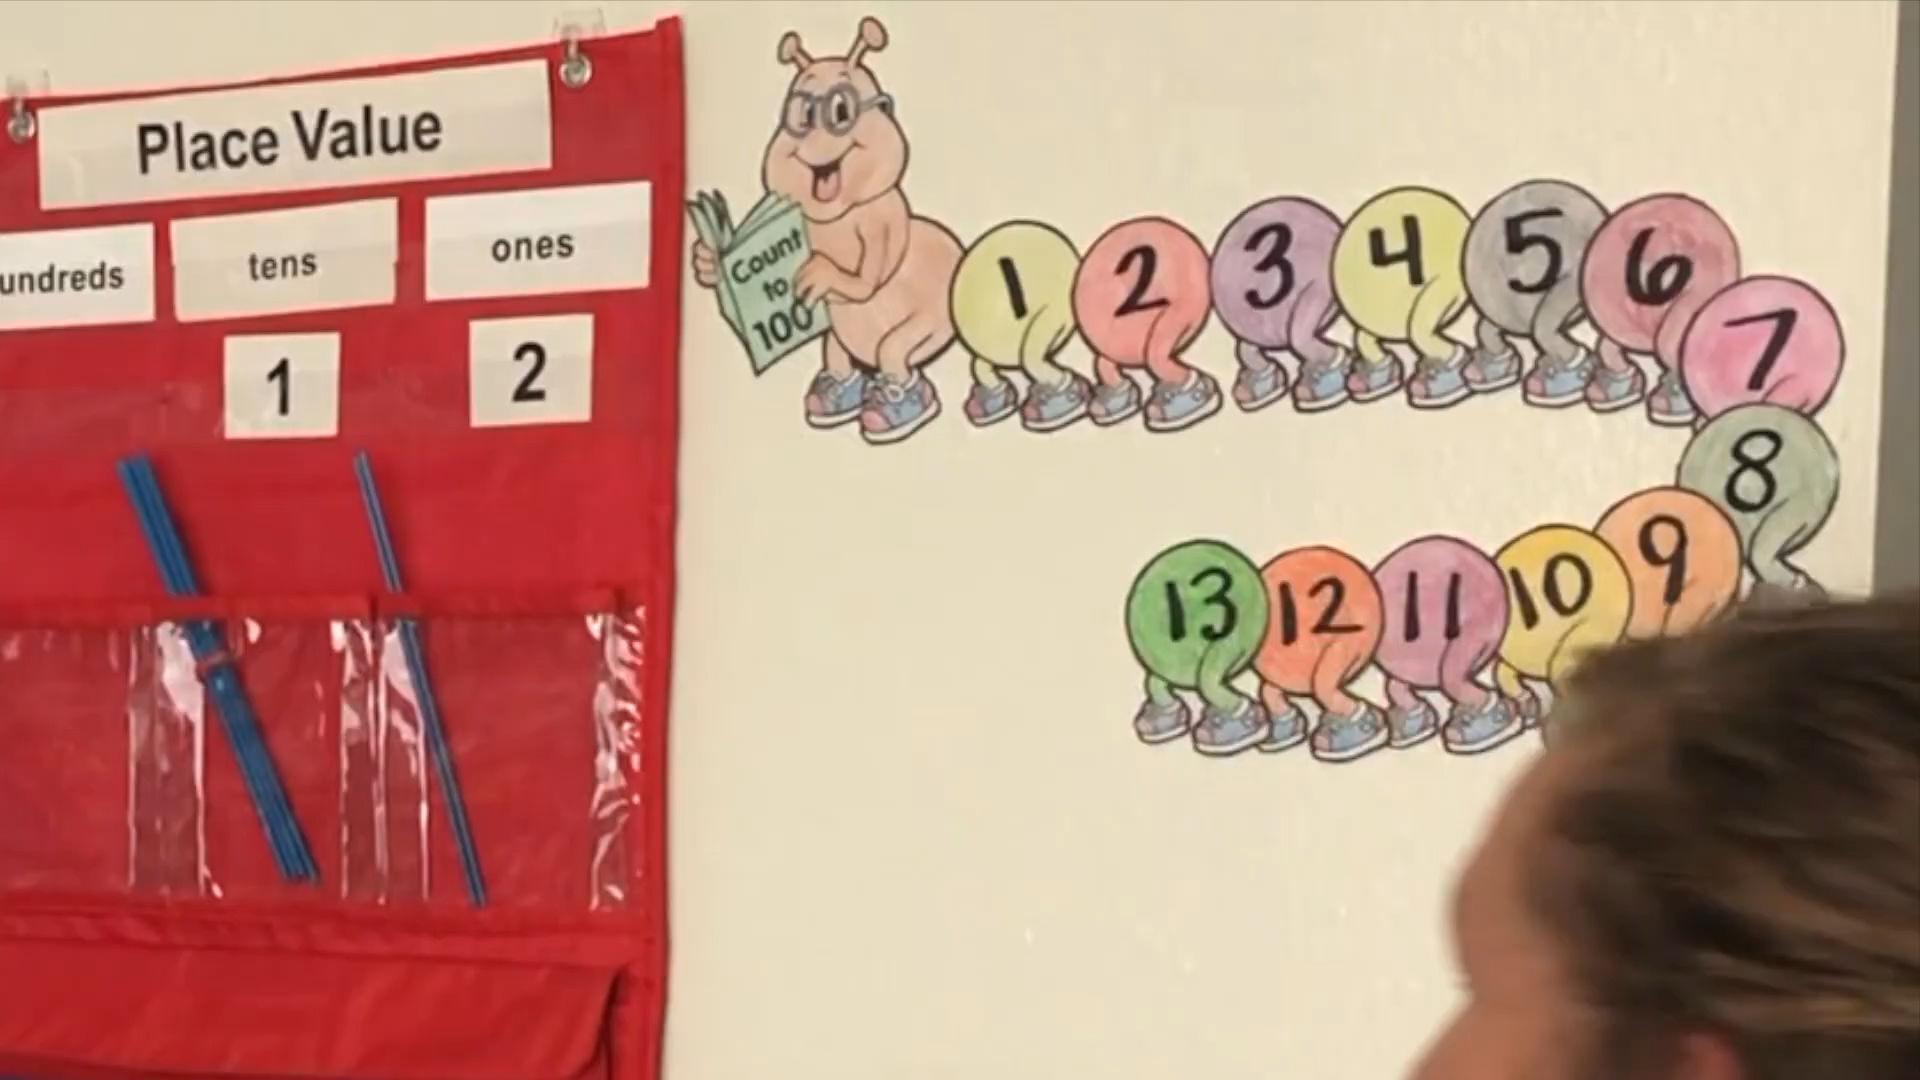 Place Value
undreds tens ones
1 2
Count
to
100
1 2 3 4 5 6
7
8
13 12 11 10 9